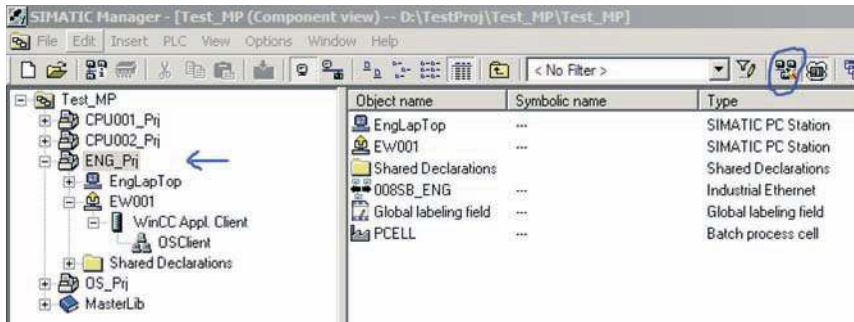 SIMATIC Manager - [Test_MP (Component view) -- D:\TestProj\Test_MP\Test_MP]
File Edit Insert PLC View Options Window Help
< No Filter >
Test_MP
CPU001_Prj
CPU002_Prj
ENG_Prj
EngLapTop
EW001
WinCC Appl. Client
OSClient
Shared Declarations
OS_Prj
MasterLib
Object name Symbolic name Type
EngLapTop --- SIMATIC PC Station
EW001 --- SIMATIC PC Station
Shared Declarations Shared Declarations
008SB_ENG --- Industrial Ethernet
Global labeling field --- Global labeling field
PCELL --- Batch process cell